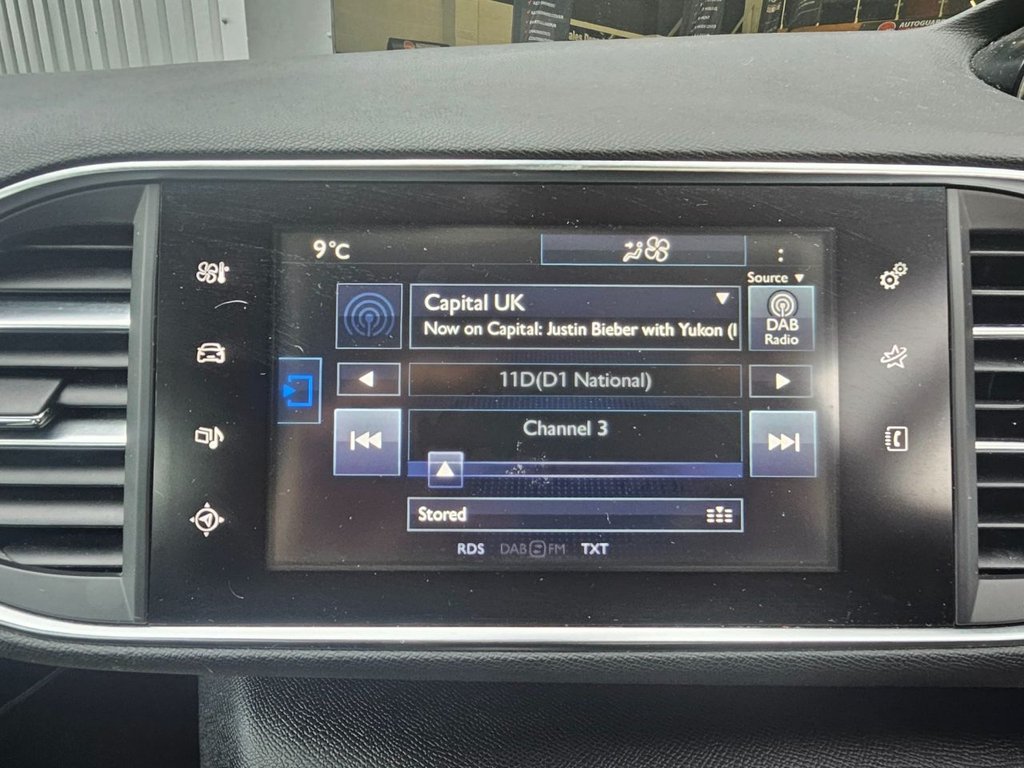 AUTOGUARD
9°C
Source
Capital UK
Now on Capital: Justin Bieber with Yukon (
DAB
Radio
11D(D1 National)
Channel 3
Stored
RDS DAB FM TXT